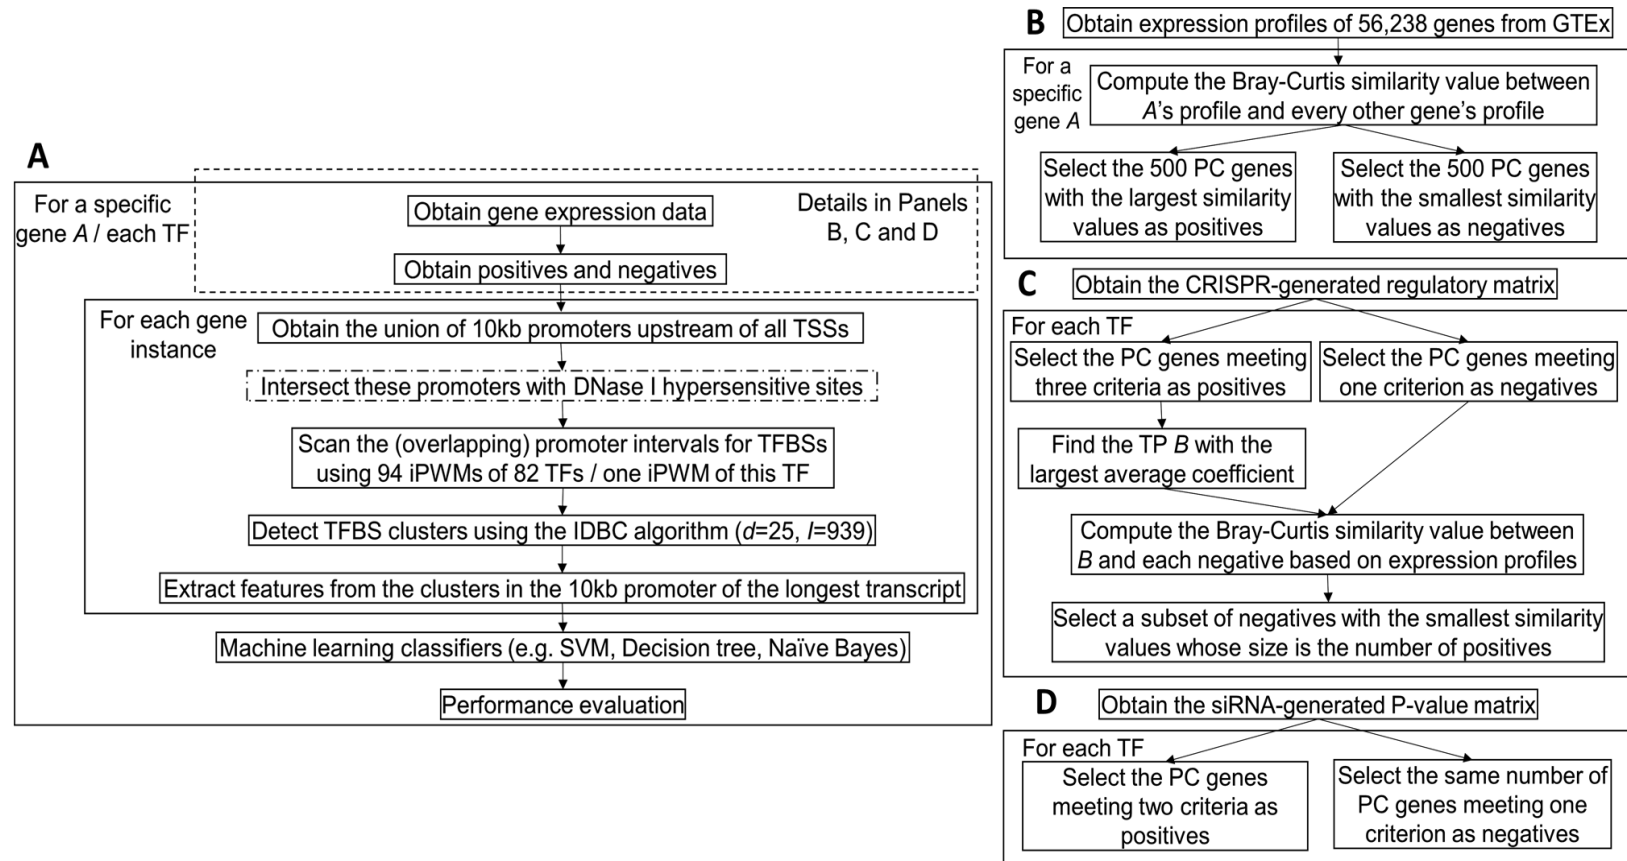 A
For a specific
gene A / each TF
Obtain gene expression data
Details in Panels
B, C and D
Obtain positives and negatives
For each gene
instance
Obtain the union of 10kb promoters upstream of all TSSs
Intersect these promoters with DNase I hypersensitive sites
Scan the (overlapping) promoter intervals for TFBSs
using 94 iPWMs of 82 TFs / one iPWM of this TF
Detect TFBS clusters using the IDBC algorithm (d=25, I=939)
Extract features from the clusters in the 10kb promoter of the longest transcript
Machine learning classifiers (e.g. SVM, Decision tree, Naïve Bayes)
Performance evaluation
B
Obtain expression profiles of 56,238 genes from GTEx
For a
specific
gene A
Compute the Bray-Curtis similarity value between
A's profile and every other gene's profile
Select the 500 PC genes
with the largest similarity
values as positives
Select the 500 PC genes
with the smallest similarity
values as negatives
C
Obtain the CRISPR-generated regulatory matrix
For each TF
Select the PC genes meeting
three criteria as positives
Select the PC genes meeting
one criterion as negatives
Find the TP B with the
largest average coefficient
Compute the Bray-Curtis similarity value between
B and each negative based on expression profiles
Select a subset of negatives with the smallest similarity
values whose size is the number of positives
D
Obtain the siRNA-generated P-value matrix
For each TF
Select the PC genes
meeting two criteria as
positives
Select the same number of
PC genes meeting one
criterion as negatives